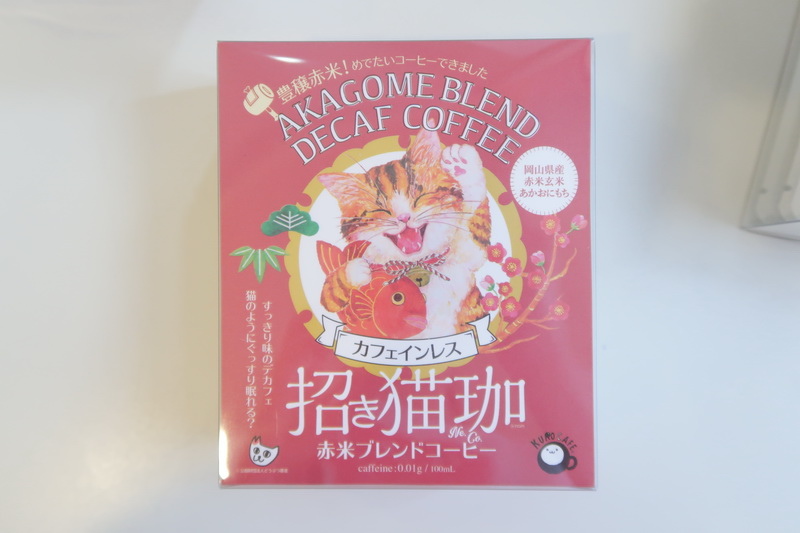 豊穣赤米!めでたいコーヒーできました
AKAGOME BLEND
DECAF COFFEE
岡山県産
赤米玄米
あかおにもち
すっきり味のデカフェ
猫のようにぐっすり眠れる?
カフェインレス
招き猫珈
Ne. Co.
赤米ブレンドコーヒー
caffeine:0.01g / 100mL
KURO CAFE